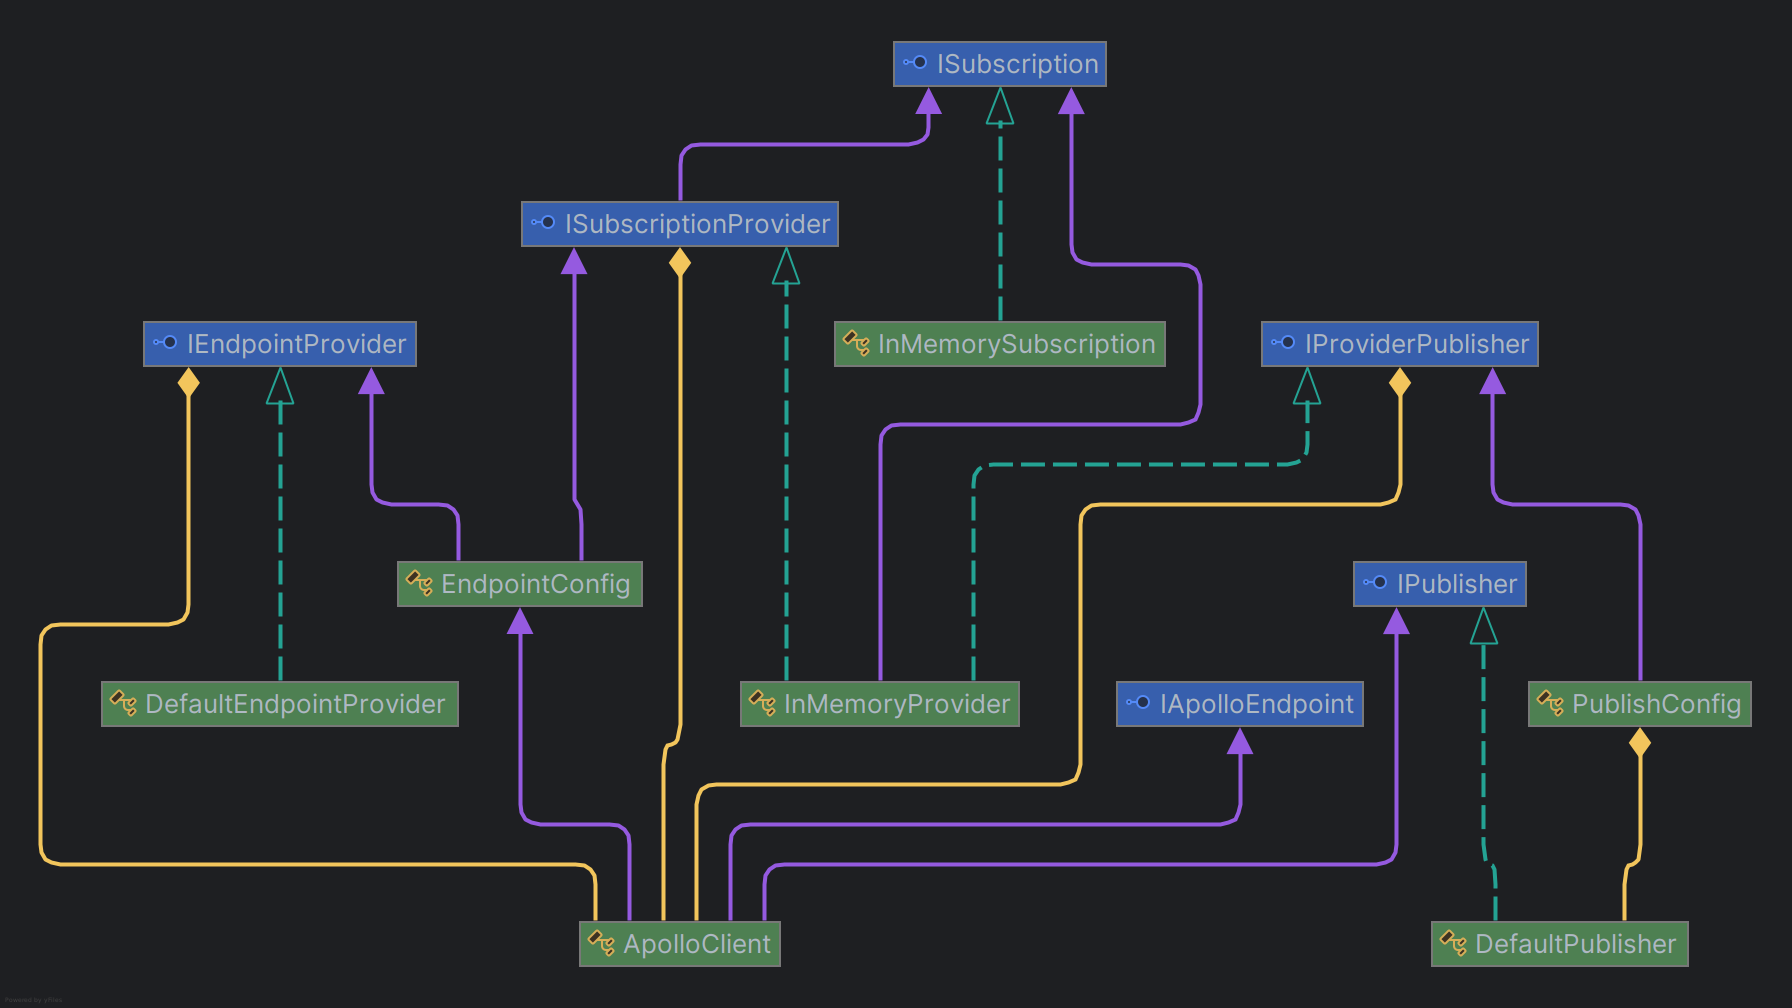 ISubscription
ISubscriptionProvider
IEndpointProvider
InMemorySubscription
IProviderPublisher
EndpointConfig
IPublisher
DefaultEndpointProvider
InMemoryProvider
IApolloEndpoint
PublishConfig
ApolloClient
DefaultPublisher
Powered by yFiles